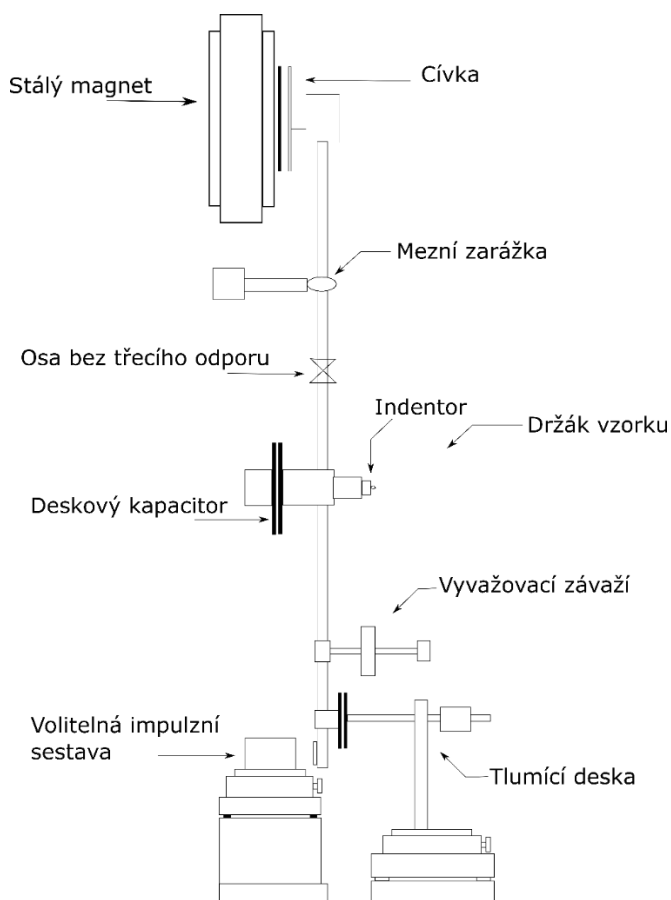 Cívka
Stálý magnet
Mezní zarážka
Osa bez třecího odporu
Indentor
Držák vzorku
Deskový kapacitor
Vyvažovací závaží
Volitelná impulzní
sestava
Tlumící deska